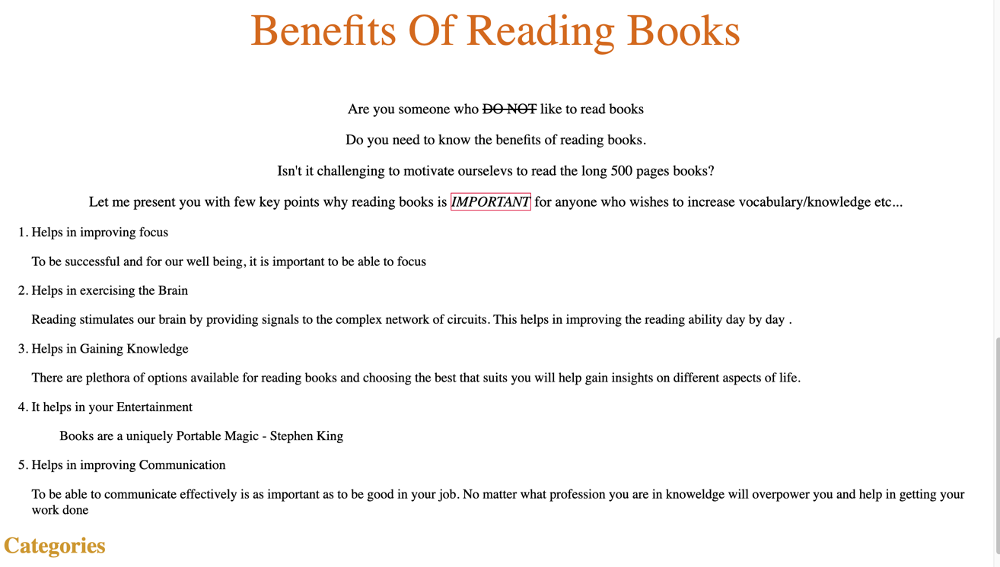 Benefits Of Reading Books
Are you someone who DO NOT like to read books
Do you need to know the benefits of reading books.
Isn't it challenging to motivate ourselevs to read the long 500 pages books?
Let me present you with few key points why reading books is IMPORTANT for anyone who wishes to increase vocabulary/knowledge etc...
1. Helps in improving focus
To be successful and for our well being, it is important to be able to focus
2. Helps in exercising the Brain
Reading stimulates our brain by providing signals to the complex network of circuits. This helps in improving the reading ability day by day .
3. Helps in Gaining Knowledge
There are plethora of options available for reading books and choosing the best that suits you will help gain insights on different aspects of life.
4. It helps in your Entertainment
Books are a uniquely Portable Magic - Stephen King
5. Helps in improving Communication
To be able to communicate effectively is as important as to be good in your job. No matter what profession you are in knoweldge will overpower you and help in getting your
work done
Categories